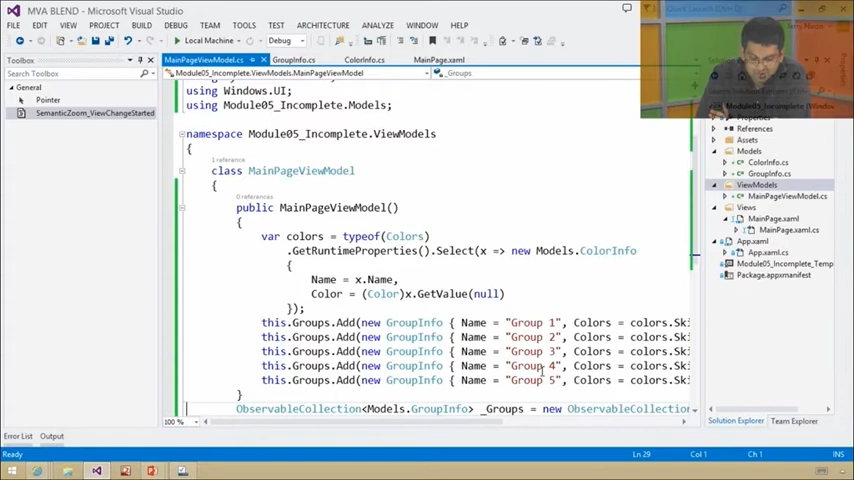 MVA BLEND - Microsoft Visual Studio
Quick Launch (Ctrl+Q)
FILE EDIT VIEW PROJECT BUILD DEBUG TEAM TOOLS TEST ARCHITECTURE ANALYZE WINDOW HELP
Jerry Nixon
Local Machine Debug
Toolbox
MainPageViewModel.cs GroupInfo.cs ColorInfo.cs MainPage.xaml
Search Toolbox
Module05_Incomplete.ViewModels.MainPageViewModel _Groups
General
Pointer
SemanticZoom_ViewChangeStarted
using Windows.UI;
using Module05_Incomplete.Models;
namespace Module05_Incomplete.ViewModels
{
1 reference
class MainPageViewModel
{
0 references
public MainPageViewModel()
{
var colors = typeof(Colors)
.GetRuntimeProperties().Select(x => new Models.ColorInfo
{
Name = x.Name,
Color = (Color)x.GetValue(null)
});
this.Groups.Add(new GroupInfo { Name = "Group 1", Colors = colors.Ski
this.Groups.Add(new GroupInfo { Name = "Group 2", Colors = colors.Ski
this.Groups.Add(new GroupInfo { Name = "Group 3", Colors = colors.Ski
this.Groups.Add(new GroupInfo { Name = "Group 4", Colors = colors.Ski
this.Groups.Add(new GroupInfo { Name = "Group 5", Colors = colors.Ski
}
ObservableCollection<Models.GroupInfo> _Groups = new ObservableCollection
100 %
Module05_Incomplete (Window
Properties
References
Assets
Models
ColorInfo.cs
GroupInfo.cs
ViewModels
MainPageViewModel.cs
Views
MainPage.xaml
MainPage.xaml.cs
App.xaml
App.xaml.cs
Module05_Incomplete_Temp
Package.appxmanifest
Solution Explorer Team Explorer
Properties
Error List Output
Ready Ln 29 Col 1 Ch 1